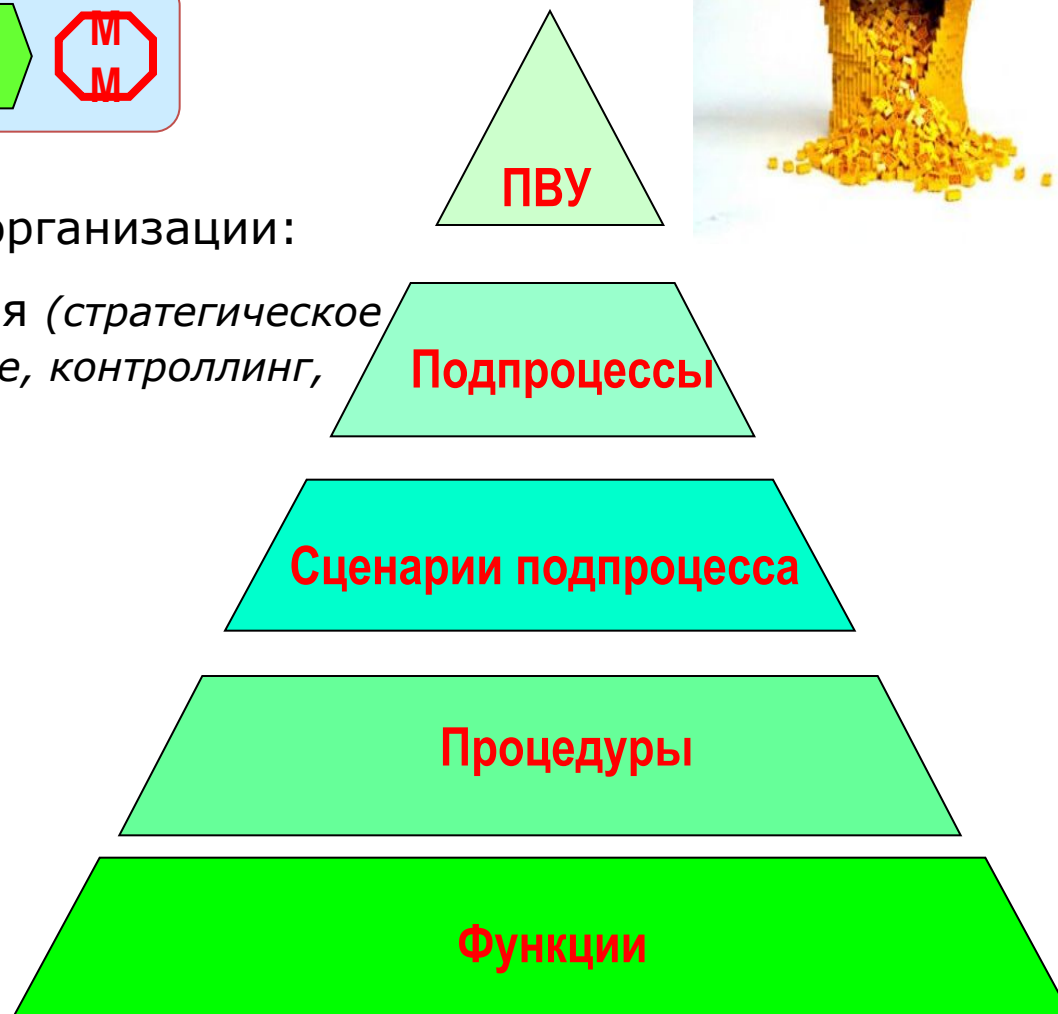 М
М
ПВУ
организации:
я (стратегическое
е, контроллинг,
Подпроцессы
Сценарии подпроцесса
Процедуры
Функции